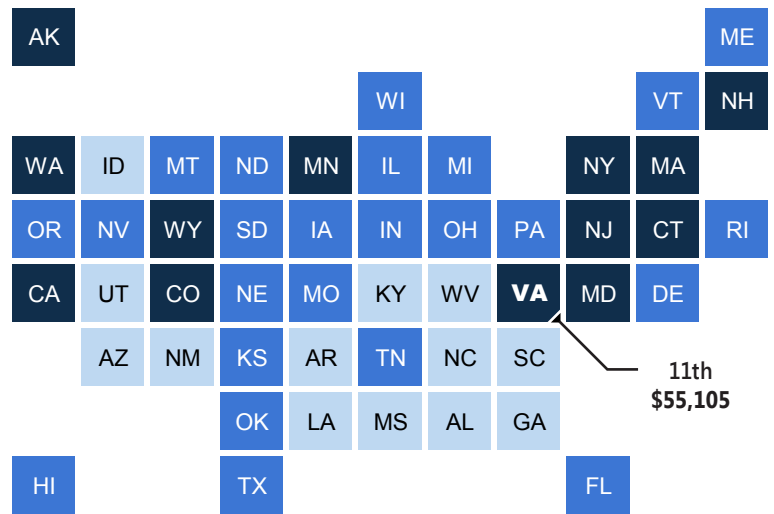 AK ME
WI VT NH
WA ID MT ND MN IL MI NY MA
OR NV WY SD IA IN OH PA NJ CT RI
CA UT CO NE MO KY WV VA MD DE
AZ NM KS AR TN NC SC
11th
$55,105
OK LA MS AL GA
HI TX FL